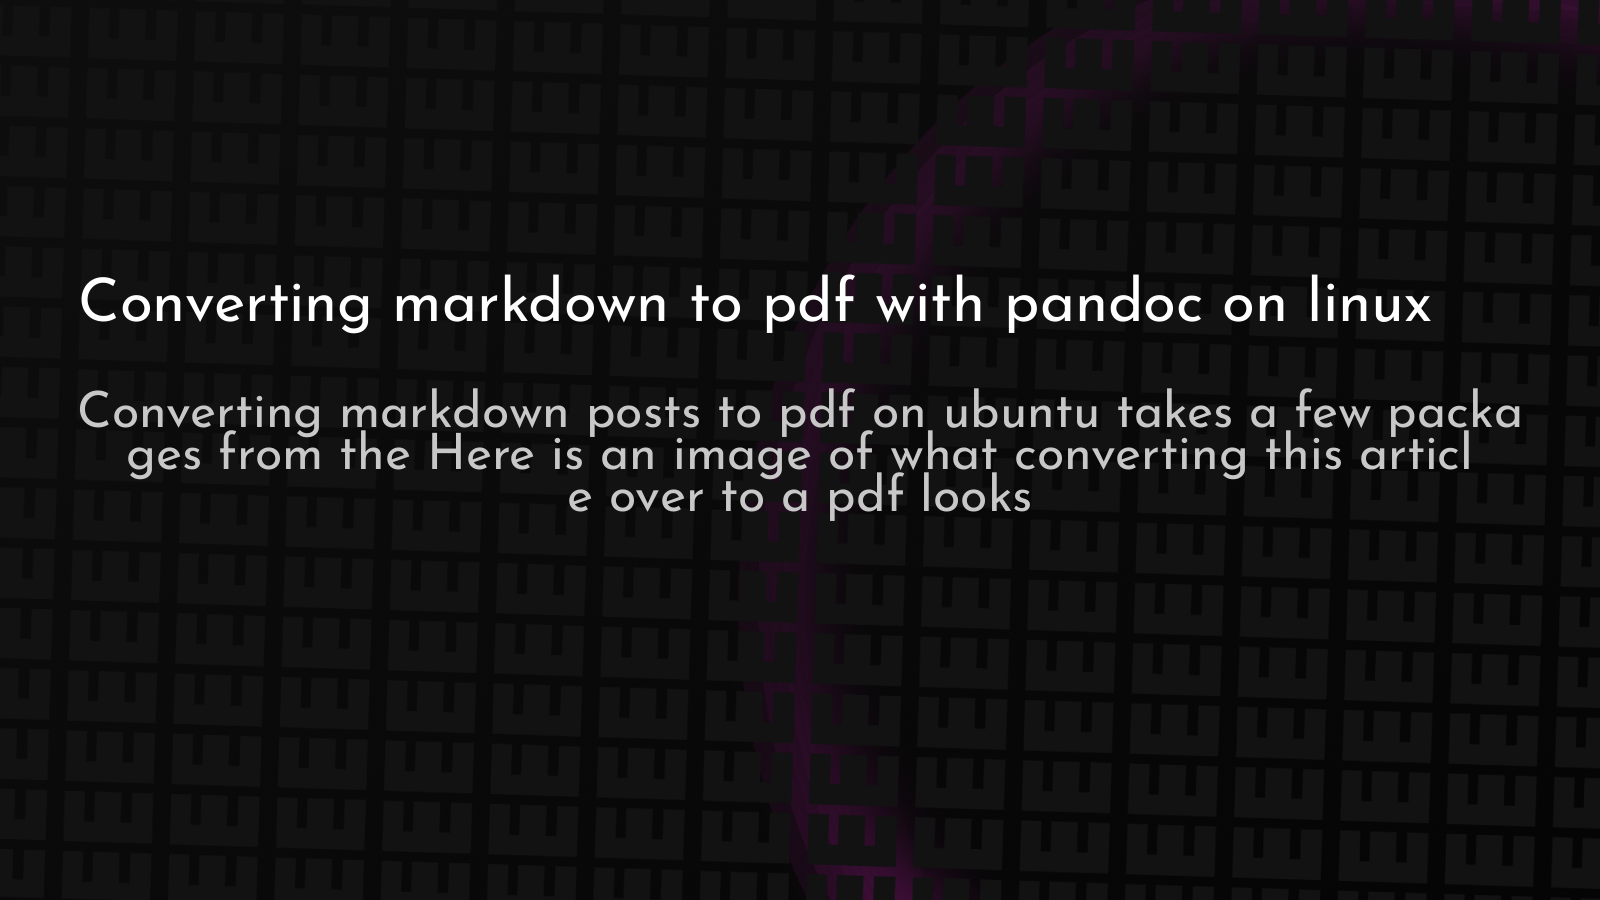 Converting markdown to pdf with pandoc on linux
Converting markdown posts to pdf on ubuntu takes a few packa
ges from the Here is an image of what converting this articl
e over to a pdf looks